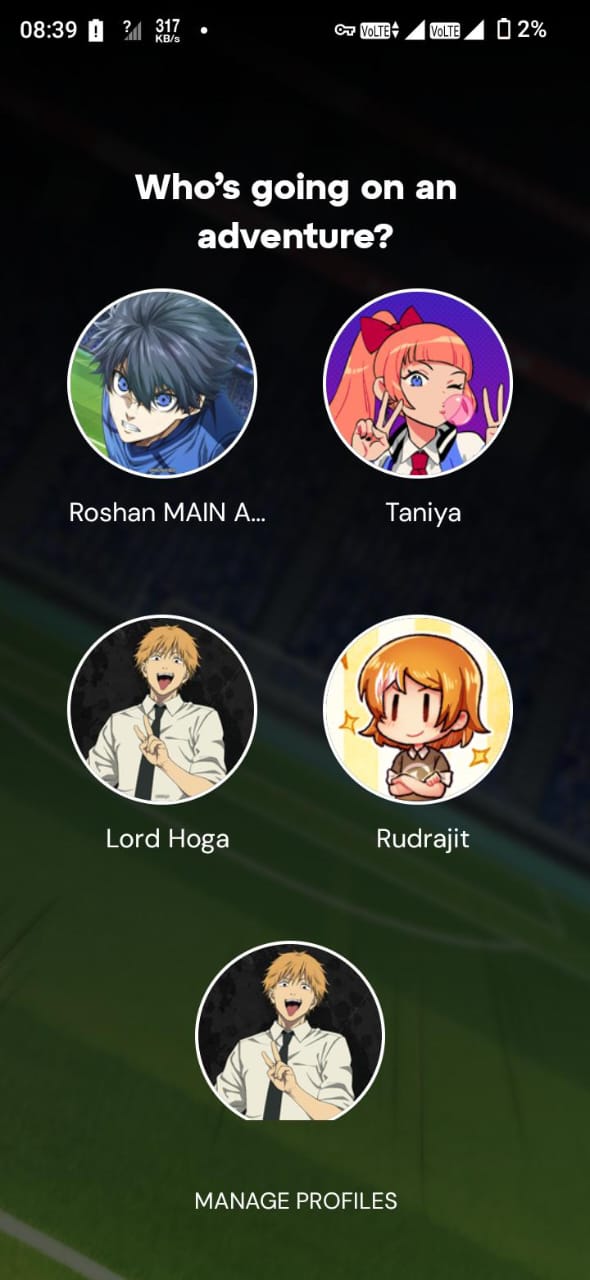 08:39 ? 317 KB/s VoLTE VoLTE 2%
Who's going on an
adventure?
Roshan MAIN A... Taniya
Lord Hoga Rudrajit
MANAGE PROFILES